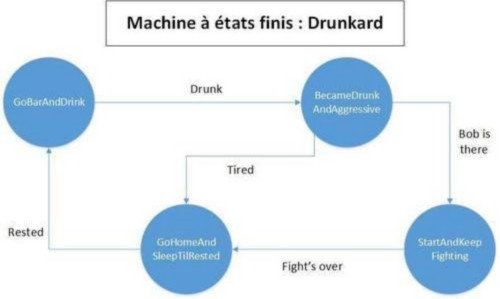 Machine à états finis : Drunkard
GoBarAndDrink
Drunk
BecameDrunk
AndAggressive
Bob is
there
Tired
Rested
GoHomeAnd
SleepTilRested
Fight's over
StartAndKeep
Fighting